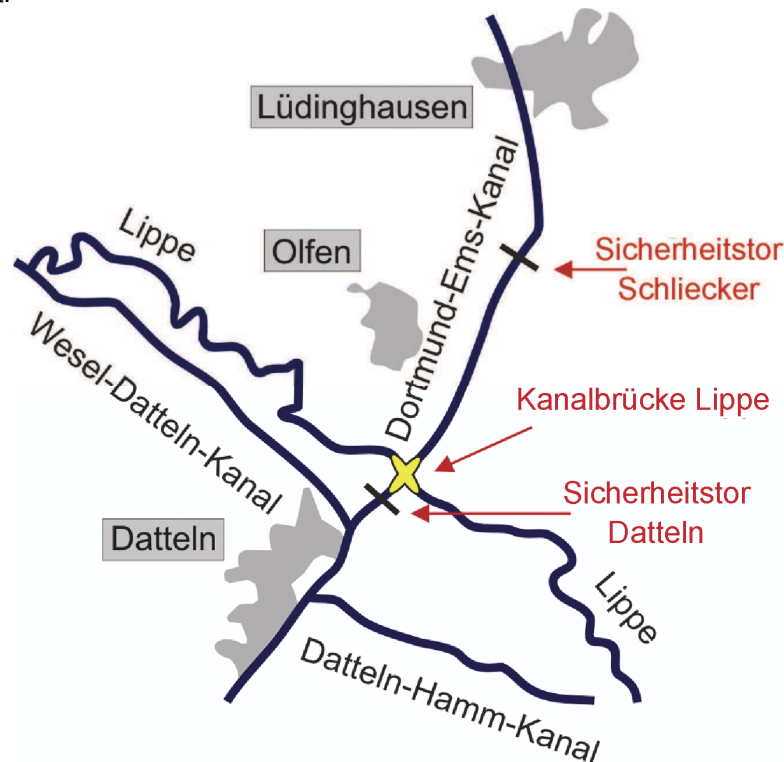 Lüdinghausen
Lippe
Olfen
Dortmund-Ems-Kanal
Sicherheitstor
Schliecker
Wesel-Datteln-Kanal
Kanalbrücke Lippe
Sicherheitstor
Datteln
Datteln
Lippe
Datteln-Hamm-Kanal